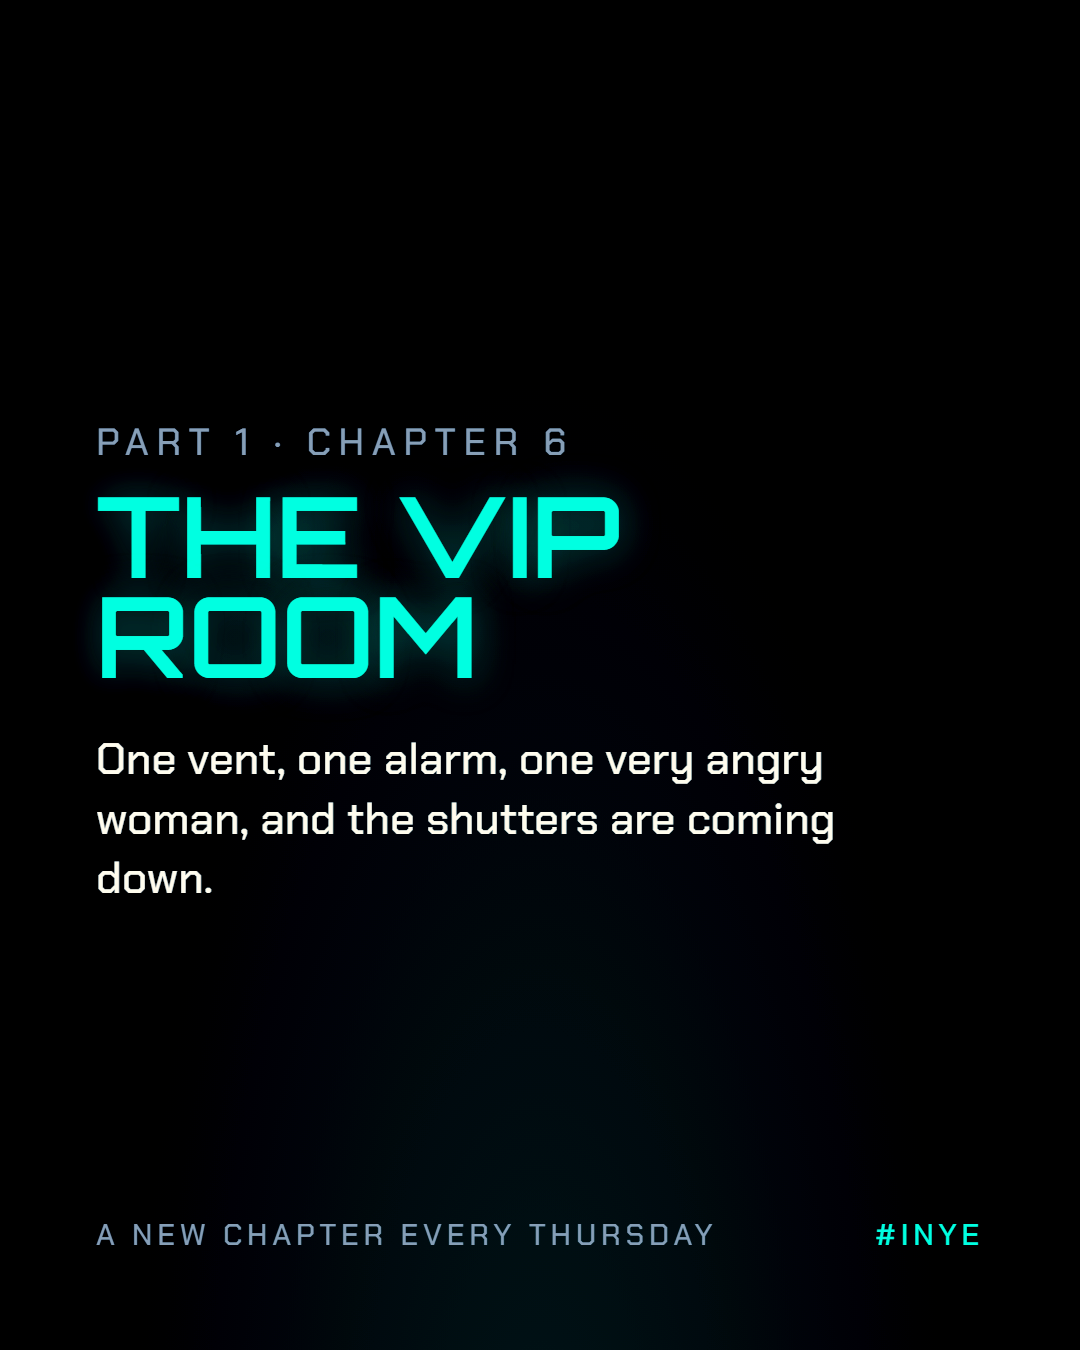 PART 1 · CHAPTER 6
THE VIP
ROOM
One vent, one alarm, one very angry
woman, and the shutters are coming
down.
A NEW CHAPTER EVERY THURSDAY
#INYE